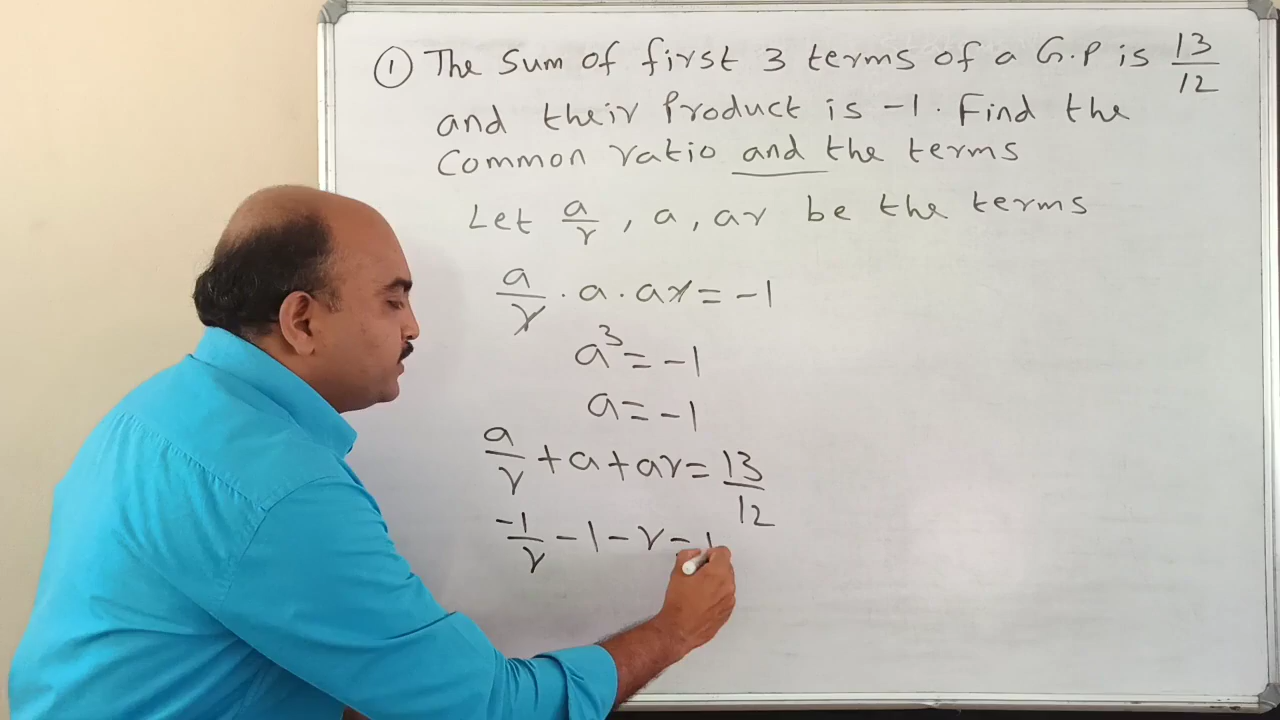 ① The Sum of first 3 terms of a G.P is 13/12
and their Product is -1. Find the
Common ratio and the terms
Let a/r, a, ar be the terms
a/r · a · ar = -1
a³ = -1
a = -1
a/r + a + ar = 13/12
-1/r - 1 - r = 1